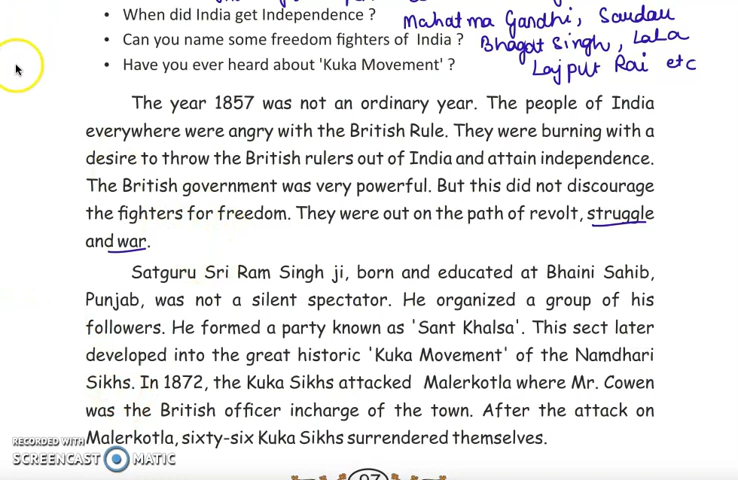 • When did India get Independence ? Mahatma Gandhi, Sardar
• Can you name some freedom fighters of India ? Bhagat Singh, Lala
• Have you ever heard about 'Kuka Movement' ? Lajput Rai etc
The year 1857 was not an ordinary year. The people of India
everywhere were angry with the British Rule. They were burning with a
desire to throw the British rulers out of India and attain independence.
The British government was very powerful. But this did not discourage
the fighters for freedom. They were out on the path of revolt, struggle
and war.
Satguru Sri Ram Singh ji, born and educated at Bhaini Sahib,
Punjab, was not a silent spectator. He organized a group of his
followers. He formed a party known as 'Sant Khalsa'. This sect later
developed into the great historic 'Kuka Movement' of the Namdhari
Sikhs. In 1872, the Kuka Sikhs attacked Malerkotla where Mr. Cowen
was the British officer incharge of the town. After the attack on
Malerkotla, sixty-six Kuka Sikhs surrendered themselves.
RECORDED WITH
SCREENCAST MATIC